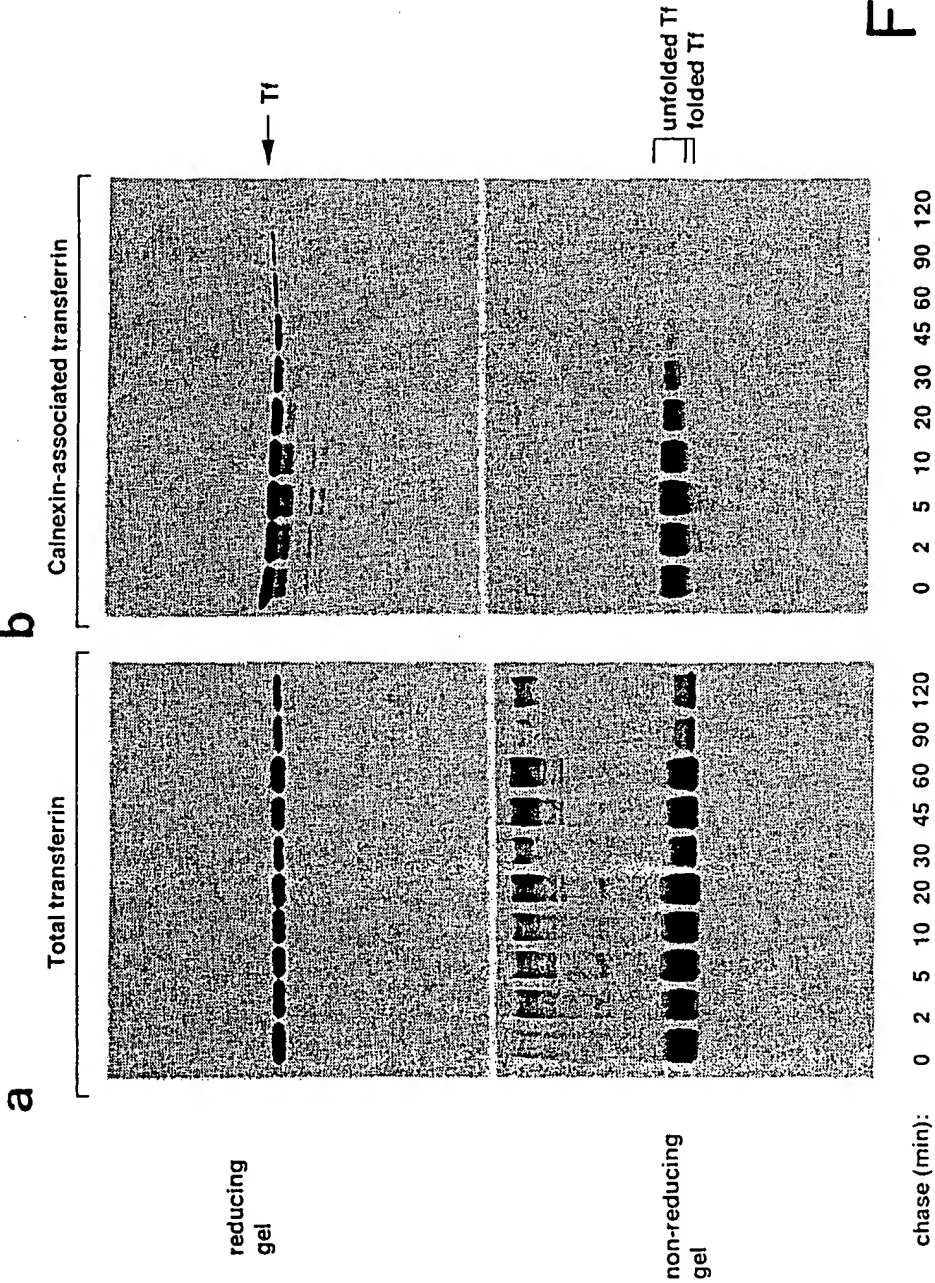 a
b
Total transferrin
Calnexin-associated transferrin
reducing
gel
Tf
non-reducing
gel
unfolded Tf
folded Tf
chase (min):
0 2 5 10 20 30 45 60 90 120
0 2 5 10 20 30 45 60 90 120
F